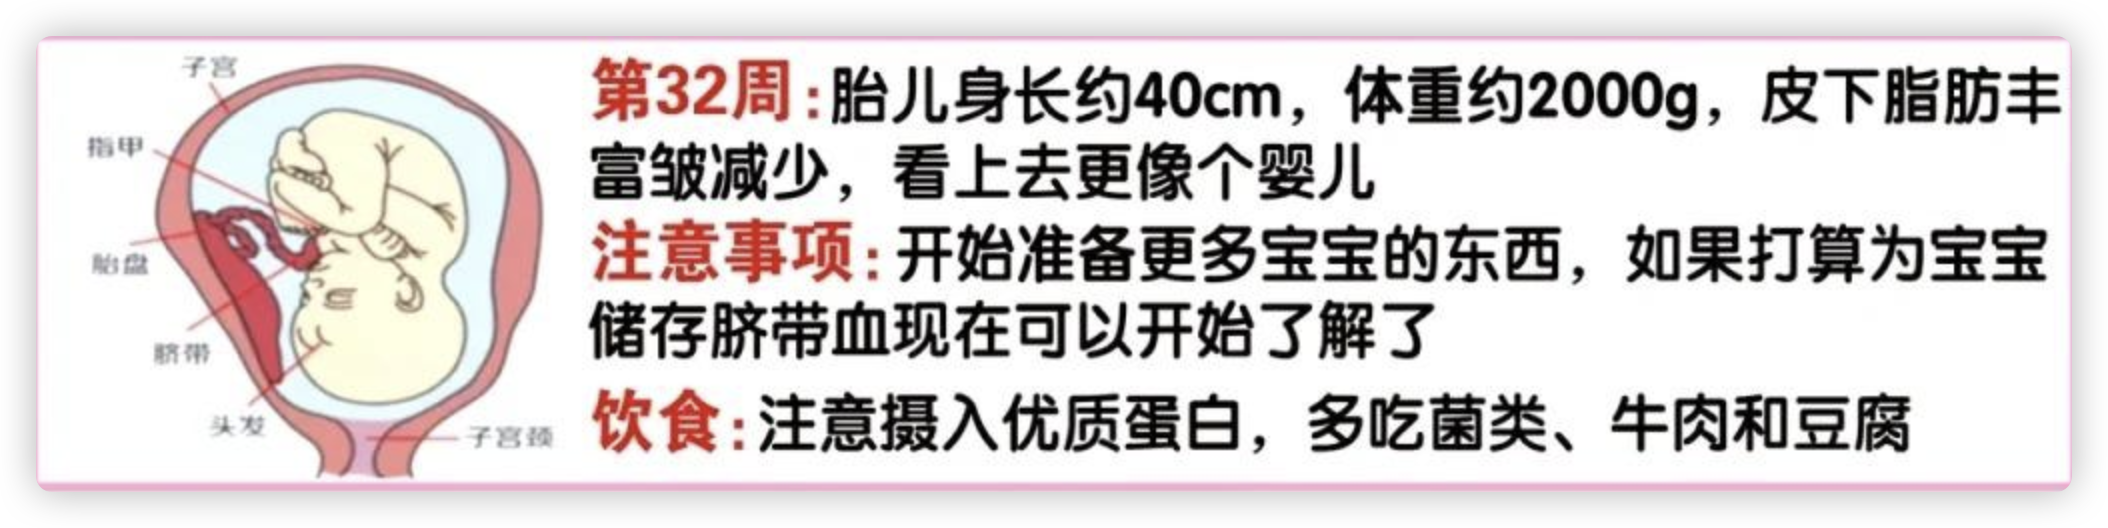 子宫
指甲
胎盘
脐带
头发
子宫颈
第32周:胎儿身长约40cm，体重约2000g，皮下脂肪丰
富皱减少，看上去更像个婴儿
注意事项:开始准备更多宝宝的东西，如果打算为宝宝
储存脐带血现在可以开始了解了
饮食:注意摄入优质蛋白，多吃菌类、牛肉和豆腐